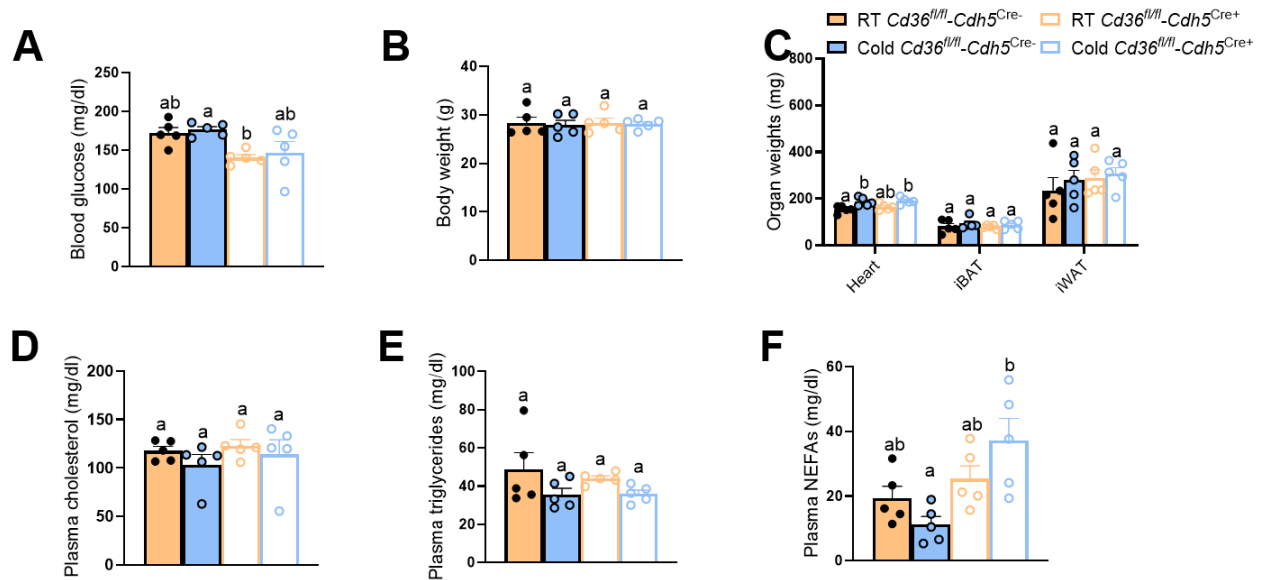 RT Cd36fl/fl-Cdh5Cre- RT Cd36fl/fl-Cdh5Cre+
Cold Cd36fl/fl-Cdh5Cre- Cold Cd36fl/fl-Cdh5Cre+
A
Blood glucose (mg/dl)
250
200
150
100
50
0
ab a b ab
B
Body weight (g)
40
30
20
10
0
a a a a
C
Organ weights (mg)
800
600
400
200
0
a b ab b
a a a a
a a a a
Heart iBAT iWAT
D
Plasma cholesterol (mg/dl)
200
150
100
50
0
a a a a
E
Plasma triglycerides (mg/dl)
100
80
60
40
20
0
a a a a
F
Plasma NEFAs (mg/dl)
60
40
20
0
ab a ab b